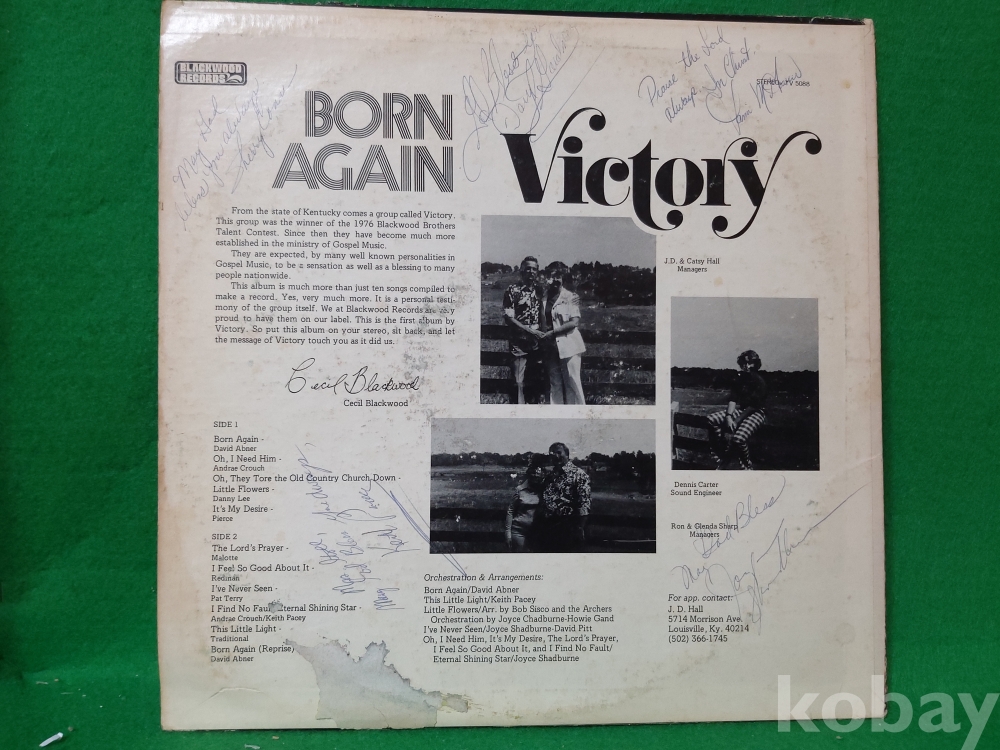 BLACKWOOD
RECORDS
BORN
AGAIN
Victory
STEREO
5088
Praise the Lord
always In Christ
May God
Bless you always
Sherry
From the state of Kentucky comes a group called Victory.
This group was the winner of the 1976 Blackwood Brothers
Talent Contest. Since then they have become much more
established in the ministry of Gospel Music.
They are expected, by many well known personalities in
Gospel Music, to be a sensation as well as a blessing to many
people nationwide.
This album is much more than just ten songs compiled to
make a record. Yes, very much more. It is a personal testi-
mony of the group itself. We at Blackwood Records are very
proud to have them on our label. This is the first album by
Victory. So put this album on your stereo, sit back, and let
the message of Victory touch you as it did us.
Cecil Blackwood
Cecil Blackwood
J.D. & Catsy Hall
Managers
Dennis Carter
Sound Engineer
Ron & Glenda Sharp
Managers
SIDE 1
Born Again -
David Abner
Oh, I Need Him -
Andrae Crouch
Oh, They Tore the Old Country Church Down -
Little Flowers -
Danny Lee
It's My Desire -
Pierce
SIDE 2
The Lord's Prayer -
Malotte
I Feel So Good About It -
Redman
I've Never Seen -
Pat Terry
I Find No Fault/Eternal Shining Star -
Andrae Crouch/Keith Pacey
This Little Light -
Traditional
Born Again (Reprise)
David Abner
May God Bless
May God Bless
Orchestration & Arrangements:
Born Again/David Abner
This Little Light/Keith Pacey
Little Flowers/Arr. by Bob Sisco and the Archers
Orchestration by Joyce Chadburne-Howie Gand
I've Never Seen/Joyce Shadburne-David Pitt
Oh, I Need Him, It's My Desire, The Lord's Prayer,
I Feel So Good About It, and I Find No Fault/
Eternal Shining Star/Joyce Shadburne
For app. contact:
J. D. Hall
5714 Morrison Ave.
Louisville, Ky. 40214
(502) 366-1745
kobay